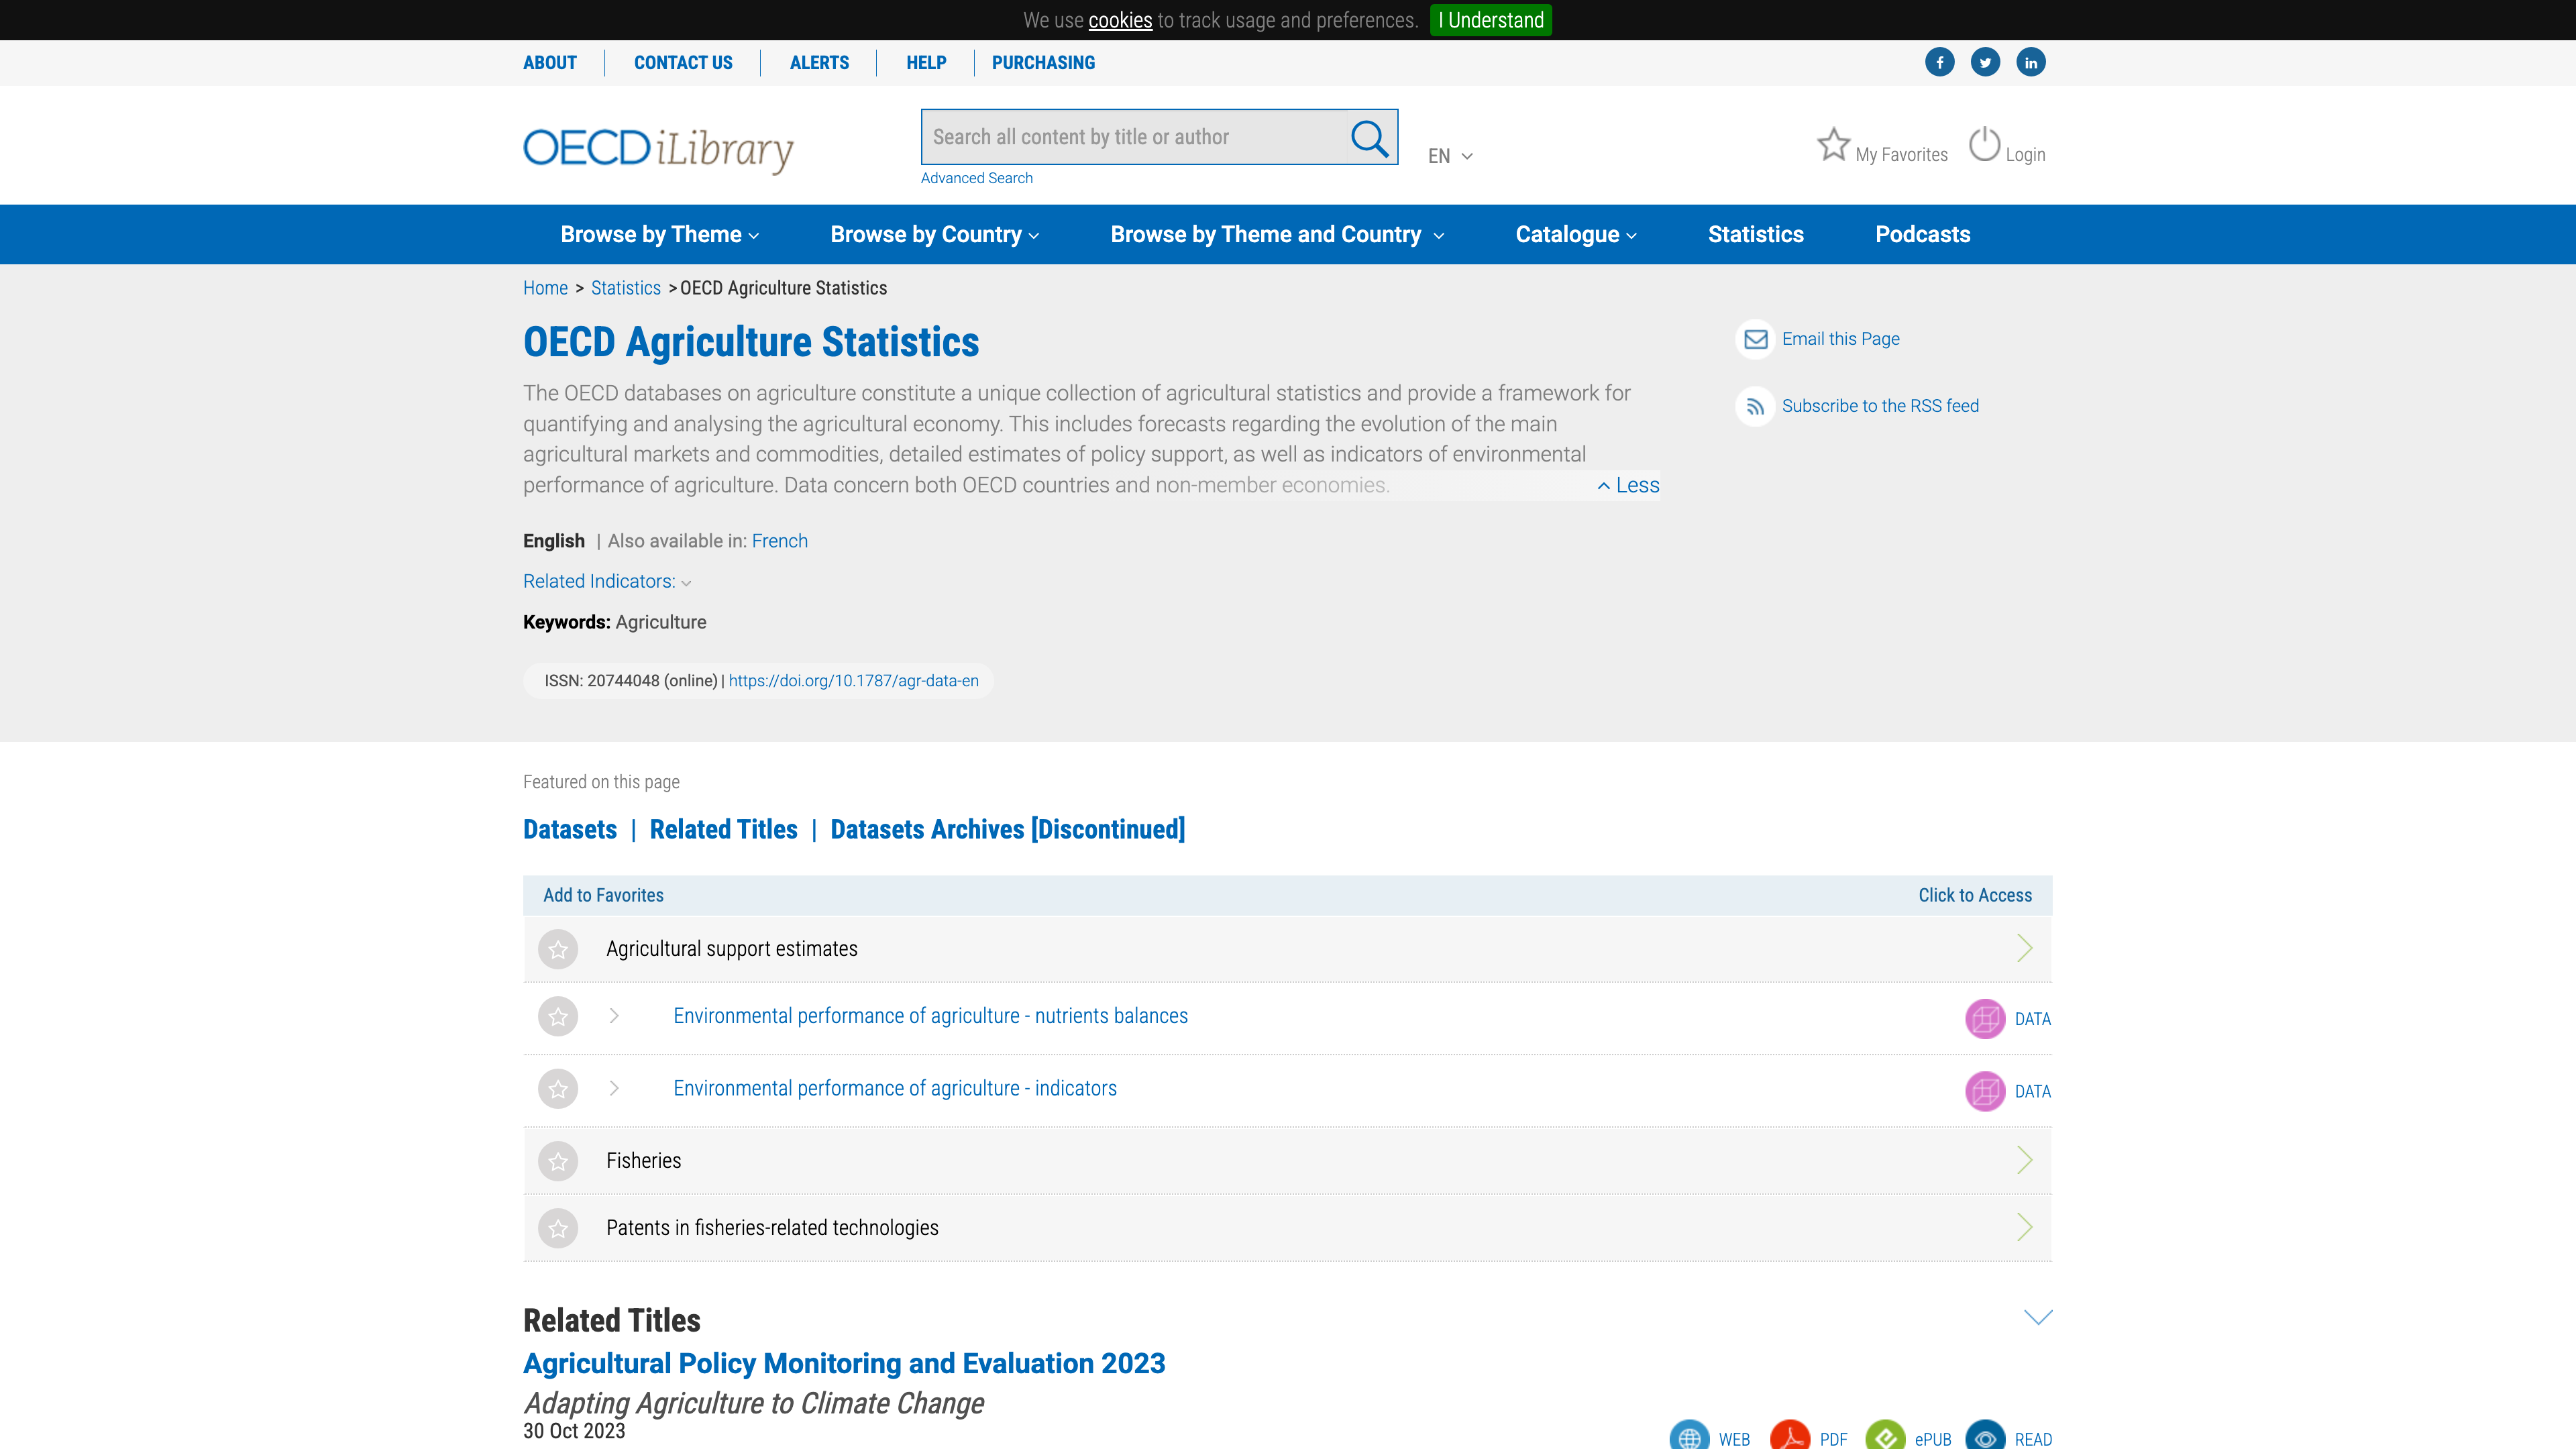 We use cookies to track usage and preferences. I Understand
ABOUT CONTACT US ALERTS HELP PURCHASING
OECD iLibrary
Search all content by title or author
EN
My Favorites Login
Advanced Search
Browse by Theme Browse by Country Browse by Theme and Country Catalogue Statistics Podcasts
Home > Statistics > OECD Agriculture Statistics
OECD Agriculture Statistics
Email this Page
Subscribe to the RSS feed
The OECD databases on agriculture constitute a unique collection of agricultural statistics and provide a framework for
quantifying and analysing the agricultural economy. This includes forecasts regarding the evolution of the main
agricultural markets and commodities, detailed estimates of policy support, as well as indicators of environmental
performance of agriculture. Data concern both OECD countries and non-member economies. Less
English | Also available in: French
Related Indicators:
Keywords: Agriculture
ISSN: 20744048 (online) | https://doi.org/10.1787/agr-data-en
Featured on this page
Datasets | Related Titles | Datasets Archives [Discontinued]
Add to Favorites Click to Access
Agricultural support estimates
Environmental performance of agriculture - nutrients balances DATA
Environmental performance of agriculture - indicators DATA
Fisheries
Patents in fisheries-related technologies
Related Titles
Agricultural Policy Monitoring and Evaluation 2023
Adapting Agriculture to Climate Change
30 Oct 2023
WEB PDF ePUB READ